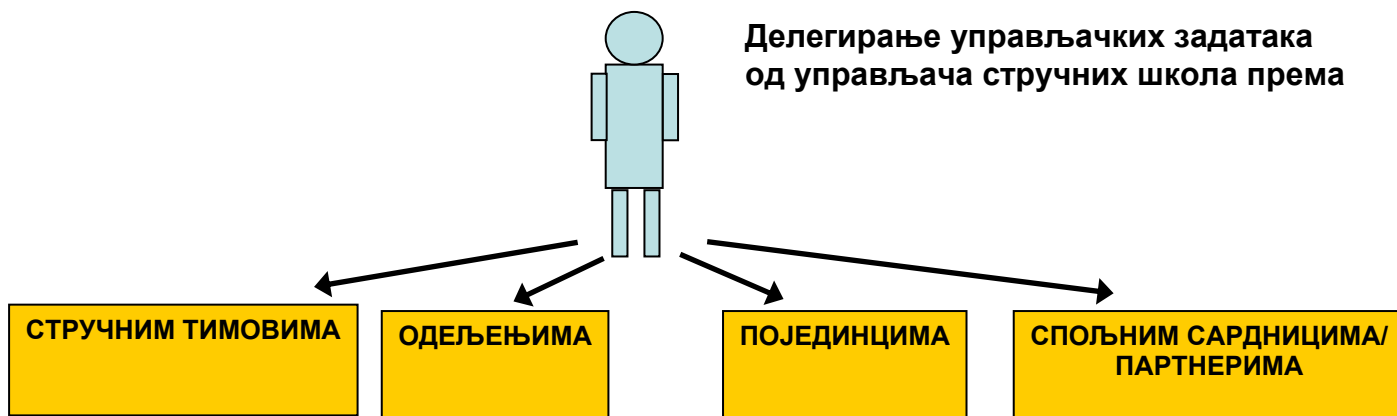 Делегирање управљачких задатака
од управљача стручних школа према
СТРУЧНИМ ТИМОВИМА
ОДЕЉЕЊИМА
ПОЈЕДИНЦИМА
СПОЉНИМ САРДНИЦИМА/
ПАРТНЕРИМА